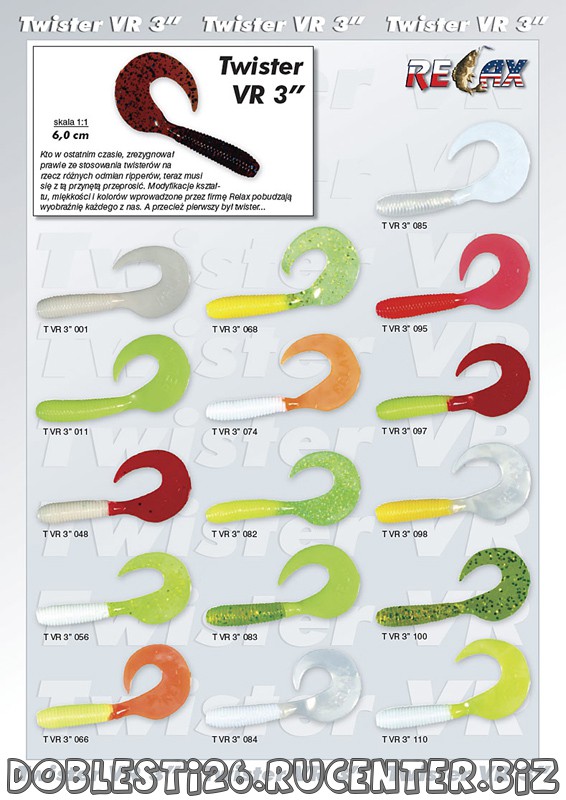 Twister VR 3" Twister VR 3" Twister VR 3"
Twister
VR 3"
skala 1:1
6,0 cm
Kto w ostatnim czasie, zrezygnował
prawie ze stosowania twisterów na
rzecz różnych odmian ripperów, teraz musi
się z tą przynętą przeprosić. Modyfikacje kształ-
tu, miękkości i kolorów wprowadzone przez firmę Relax pobudzają
wyobraźnię każdego z nas. A przecież pierwszy był twister...
RELAX
T VR 3" 085
T VR 3" 001
T VR 3" 068
T VR 3" 095
T VR 3" 011
T VR 3" 074
T VR 3" 097
T VR 3" 048
T VR 3" 082
T VR 3" 098
T VR 3" 056
T VR 3" 083
T VR 3" 100
T VR 3" 066
T VR 3" 084
T VR 3" 110
DOBLESTI26.RUCENTER.BIZ